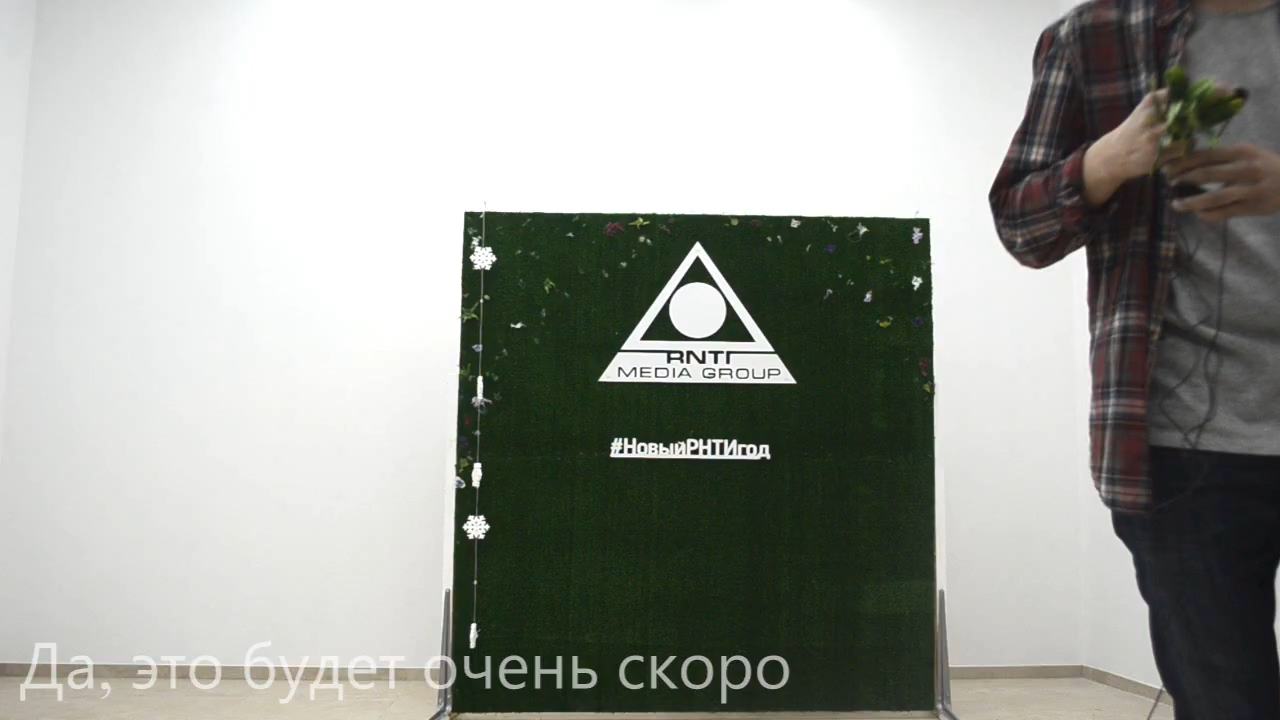 RNTI
MEDIA GROUP
#НовыйРНТИгод
Да, это будет очень скоро